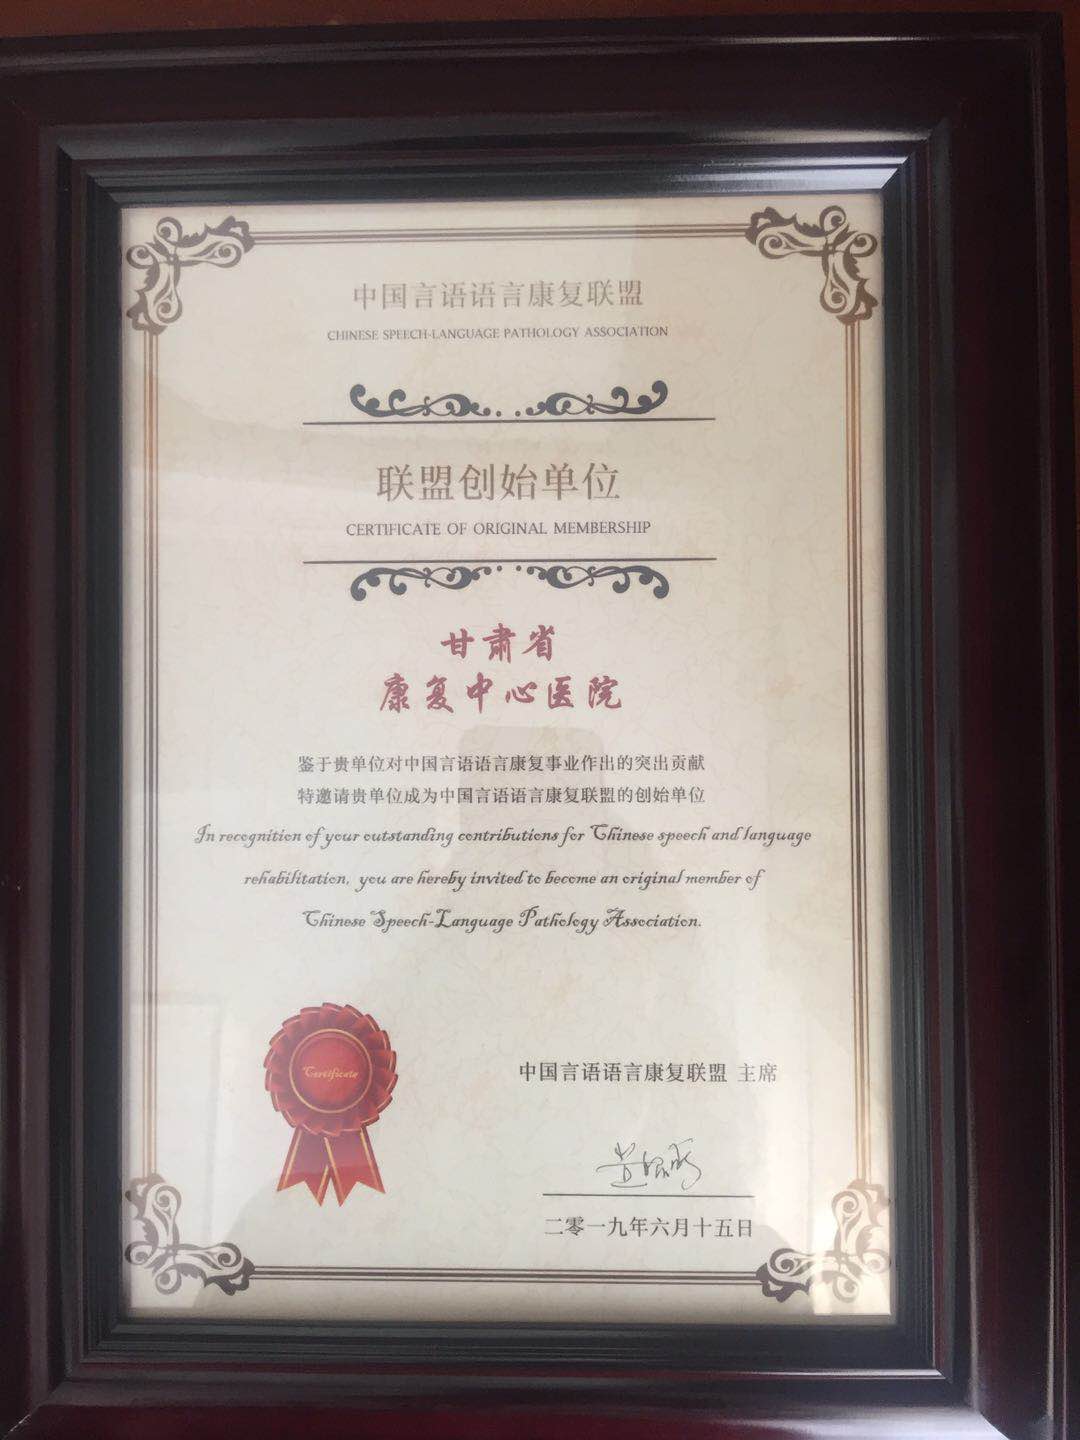 中国言语语言康复联盟
CHINESE SPEECH-LANGUAGE PATHOLOGY ASSOCIATION
联盟创始单位
CERTIFICATE OF ORIGINAL MEMBERSHIP
甘肃省
康复中心医院
鉴于贵单位对中国言语语言康复事业作出的突出贡献
特邀请贵单位成为中国言语语言康复联盟的创始单位
In recognition of your outstanding contributions for Chinese speech and language
rehabilitation, you are hereby invited to become an original member of
Chinese Speech-Language Pathology Association.
Certificate
中国言语语言康复联盟 主席
二零一九年六月十五日